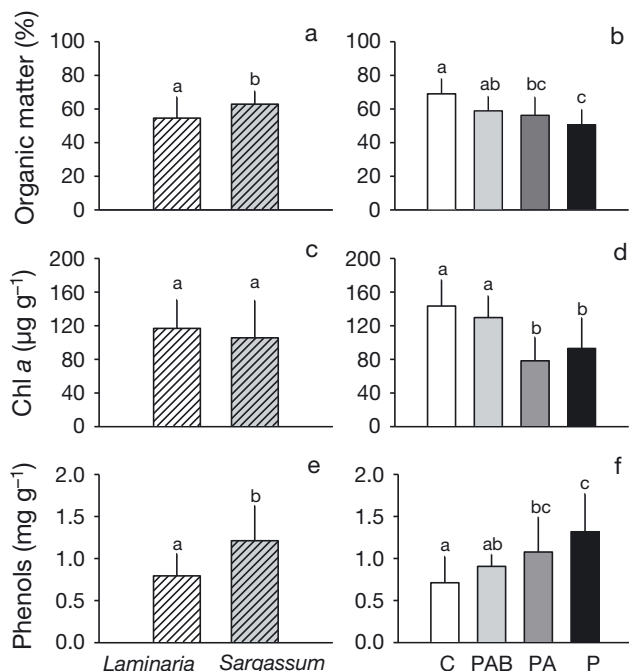 a
100
80
60
40
20
0
Organic matter (%)
a
b
b
100
80
60
40
20
0
a
ab
bc
c
c
200
160
120
80
40
0
Chl a (µg g–1)
a
a
d
200
160
120
80
40
0
a
a
b
b
e
2.0
1.5
1.0
0.5
0.0
Phenols (mg g–1)
a
b
Laminaria Sargassum
f
2.0
1.5
1.0
0.5
0.0
a
ab
bc
c
C PAB PA P